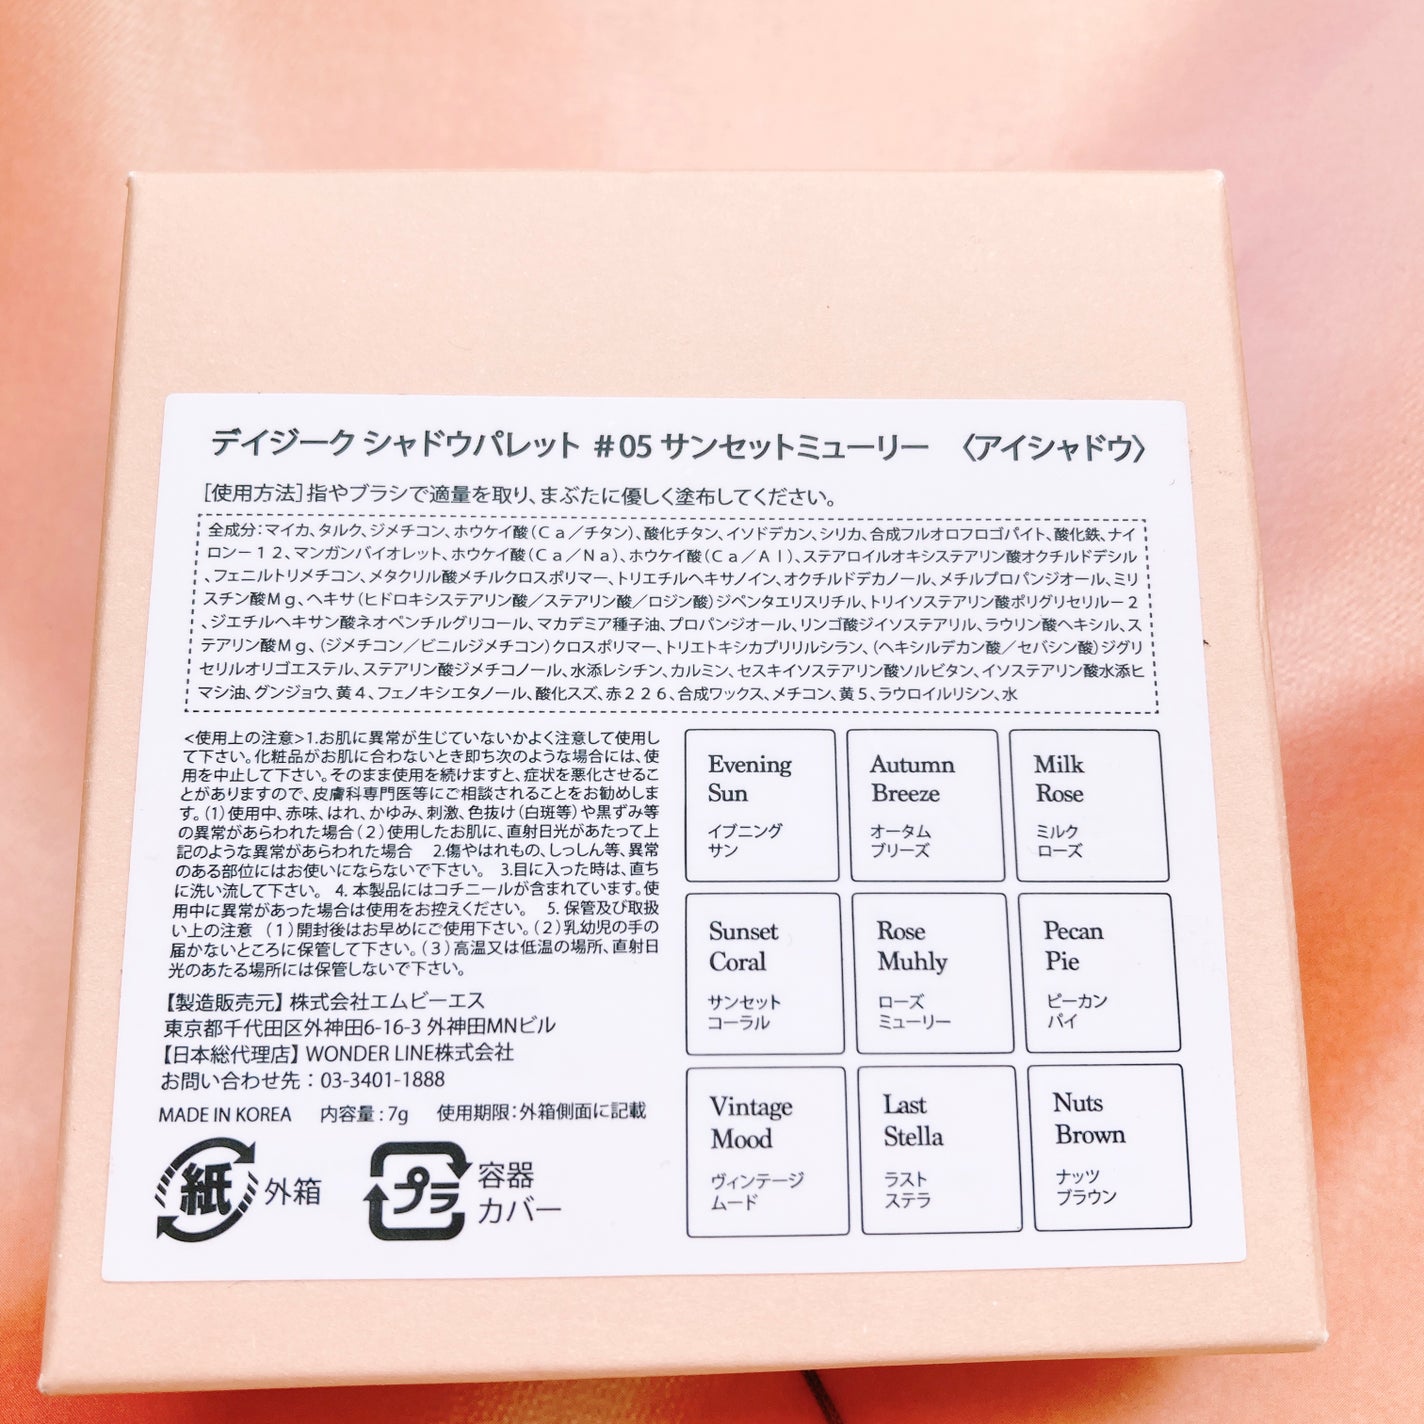 デイジーク シャドウパレット #05 サンセットミューリー 〈アイシャドウ〉
［使用方法］指やブラシで適量を取り、まぶたに優しく塗布してください。
全成分：マイカ、タルク、ジメチコン、ホウケイ酸（Ｃａ／チタン）、酸化チタン、イソドデカン、シリカ、合成フルオロフロゴパイト、酸化鉄、ナイ
ロン－１２、マンガンバイオレット、ホウケイ酸（Ｃａ／Ｎａ）、ホウケイ酸（Ｃａ／Ａｌ）、ステアロイルオキシステアリン酸オクチルドデシル
、フェニルトリメチコン、メタクリル酸メチルクロスポリマー、トリエチルヘキサノイン、オクチルドデカノール、メチルプロパンジオール、ミリ
スチン酸Ｍｇ、ヘキサ（ヒドロキシステアリン酸／ステアリン酸／ロジン酸）ジペンタエリスリチル、トリイソステアリン酸ポリグリセリル－２
、ジエチルヘキサン酸ネオペンチルグリコール、マカデミア種子油、プロパンジオール、リンゴ酸ジイソステアリル、ラウリン酸ヘキシル、ス
テアリン酸Ｍｇ、（ジメチコン／ビニルジメチコン）クロスポリマー、トリエトキシカプリリルシラン、（ヘキシルデカン酸／セバシン酸）ジグリ
セリルオリゴエステル、ステアリン酸ジメチコノール、水添レシチン、カルミン、セスキイソステアリン酸ソルビタン、イソステアリン酸水添ヒ
マシ油、グンジョウ、黄４、フェノキシエタノール、酸化スズ、赤２２６、合成ワックス、メチコン、黄５、ラウロイルリシン、水
<使用上の注意>1.お肌に異常が生じていないかよく注意して使用し
て下さい。化粧品がお肌に合わないとき即ち次のような場合には、使
用を中止して下さい。そのまま使用を続けますと、症状を悪化させるこ
とがありますので、皮膚科専門医等にご相談されることをお勧めしま
す。（1）使用中、赤味、はれ、かゆみ、刺激、色抜け（白斑等）や黒ずみ等
の異常があらわれた場合（2）使用したお肌に、直射日光があたって上
記のような異常があらわれた場合　2.傷やはれもの、しっしん等、異常
のある部位にはお使いにならないで下さい。　3.目に入った時は、直ち
に洗い流して下さい。　4. 本製品にはコチニールが含まれています。使
用中に異常があった場合は使用をお控えください。　5. 保管及び取扱
い上の注意　（1）開封後はお早めにご使用下さい。（2）乳幼児の手の
届かないところに保管して下さい。（3）高温又は低温の場所、直射日
光のあたる場所には保管しないで下さい。
【製造販売元】 株式会社エムビーエス
東京都千代田区外神田6-16-3 外神田MNビル
【日本総代理店】 WONDER LINE株式会社
お問い合わせ先：03-3401-1888
MADE IN KOREA　内容量：7g　使用期限：外箱側面に記載
紙 外箱
プラ 容器
カバー
Evening
Sun
イブニング
サン
Autumn
Breeze
オータム
ブリーズ
Milk
Rose
ミルク
ローズ
Sunset
Coral
サンセット
コーラル
Rose
Muhly
ローズ
ミューリー
Pecan
Pie
ピーカン
パイ
Vintage
Mood
ヴィンテージ
ムード
Last
Stella
ラスト
ステラ
Nuts
Brown
ナッツ
ブラウン